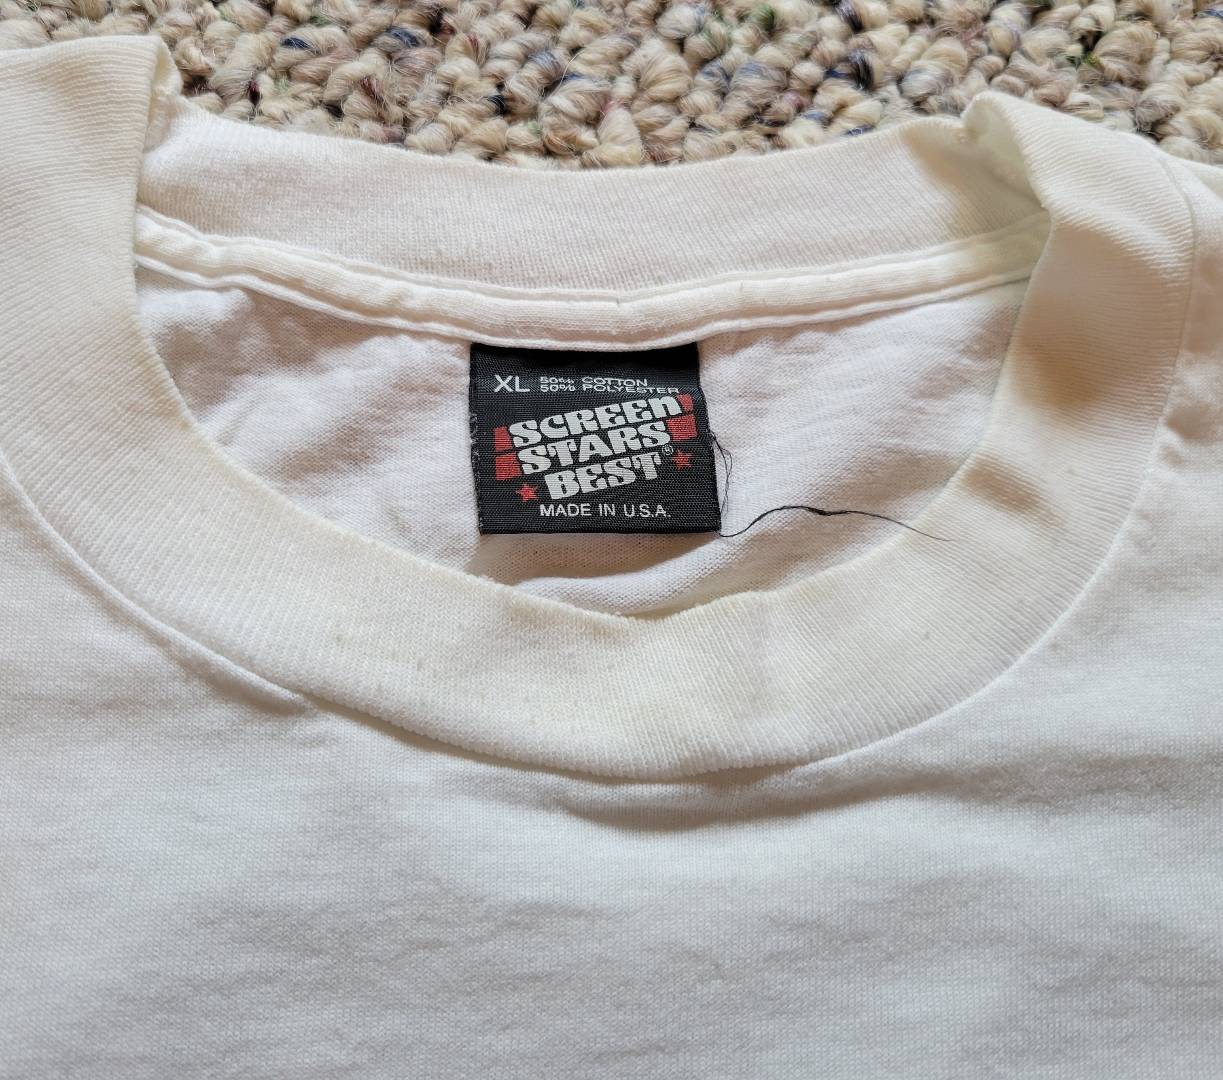 XL 50% COTTON
50% POLYESTER
SCREEN
STARS
BEST®
MADE IN U.S.A.